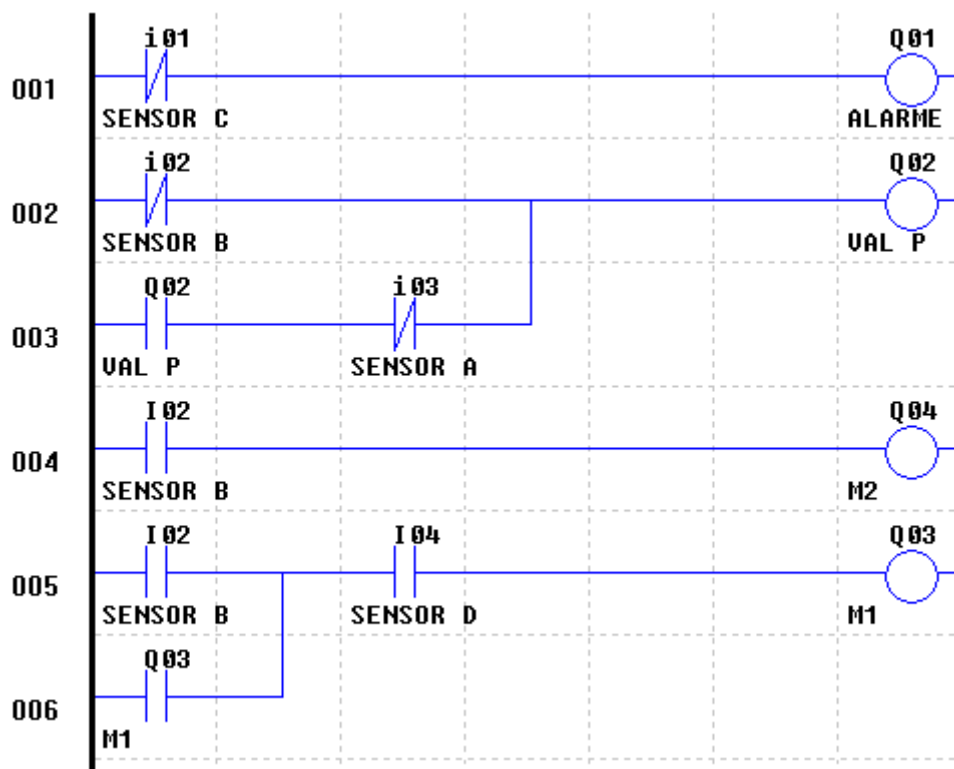 i01 Q01
001
SENSOR C ALARME
i02 Q02
002
SENSOR B VAL P
Q02 i03
003
VAL P SENSOR A
I02 Q04
004
SENSOR B M2
I02 I04 Q03
005
SENSOR B SENSOR D M1
Q03
006
M1